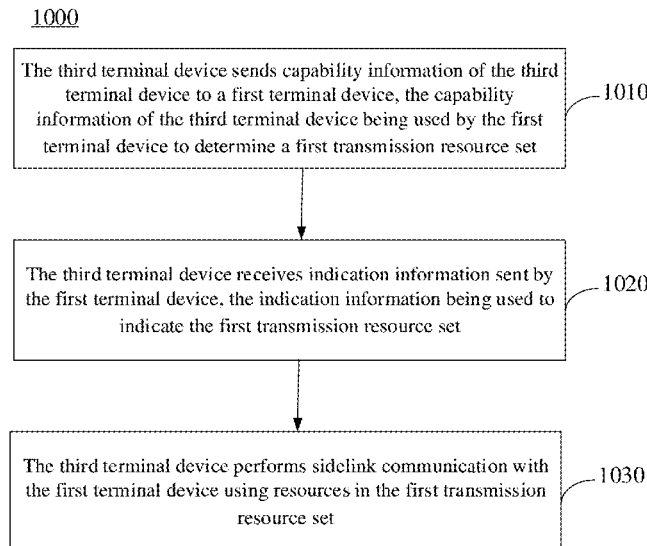 1000
The third terminal device sends capability information of the third
terminal device to a first terminal device, the capability
information of the third terminal device being used by the first
terminal device to determine a first transmission resource set
1010
The third terminal device receives indication information sent by
the first terminal device, the indication information being used to
indicate the first transmission resource set
1020
The third terminal device performs sidelink communication with
the first terminal device using resources in the first transmission
resource set
1030